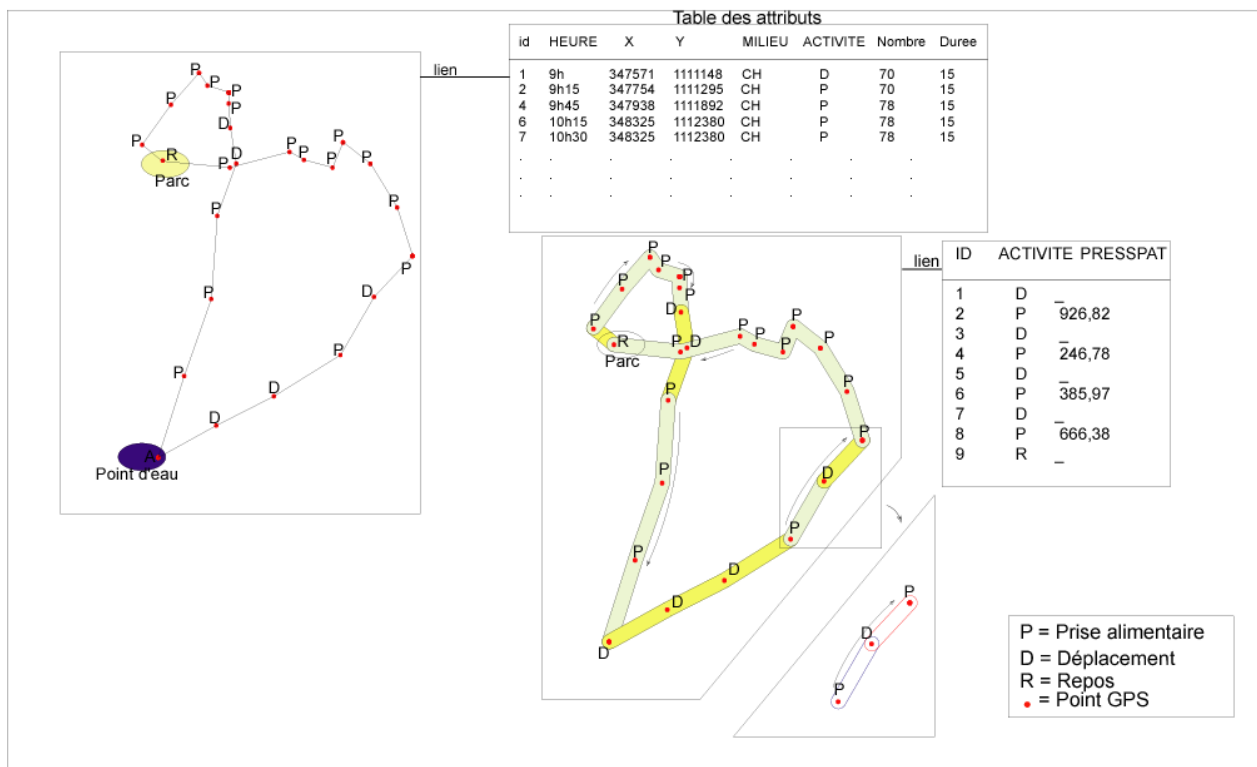 Table des attributs
id HEURE X Y MILIEU ACTIVITE Nombre Duree
1 9h 347571 1111148 CH D 70 15
2 9h15 347754 1111295 CH P 70 15
4 9h45 347938 1111892 CH P 78 15
6 10h15 348325 1112380 CH P 78 15
7 10h30 348325 1112380 CH P 78 15
. . . . . . . .
. . . . . . . .
. . . . . . . .
lien
P
P
P
P
P
D
P
R
P
D
P
P
P
P
P
P
P
Parc
P
P
D
P
P
D
D
A
Point d'eau
lien
ID ACTIVITE PRESSPAT
1 D _
2 P 926,82
3 D _
4 P 246,78
5 D _
6 P 385,97
7 D _
8 P 666,38
9 R _
P
P
P
P
P
D
P
R
P
D
P
P
P
P
P
P
P
Parc
P
P
D
P
P
D
D
D
P
D
P
P = Prise alimentaire
D = Déplacement
R = Repos
= Point GPS